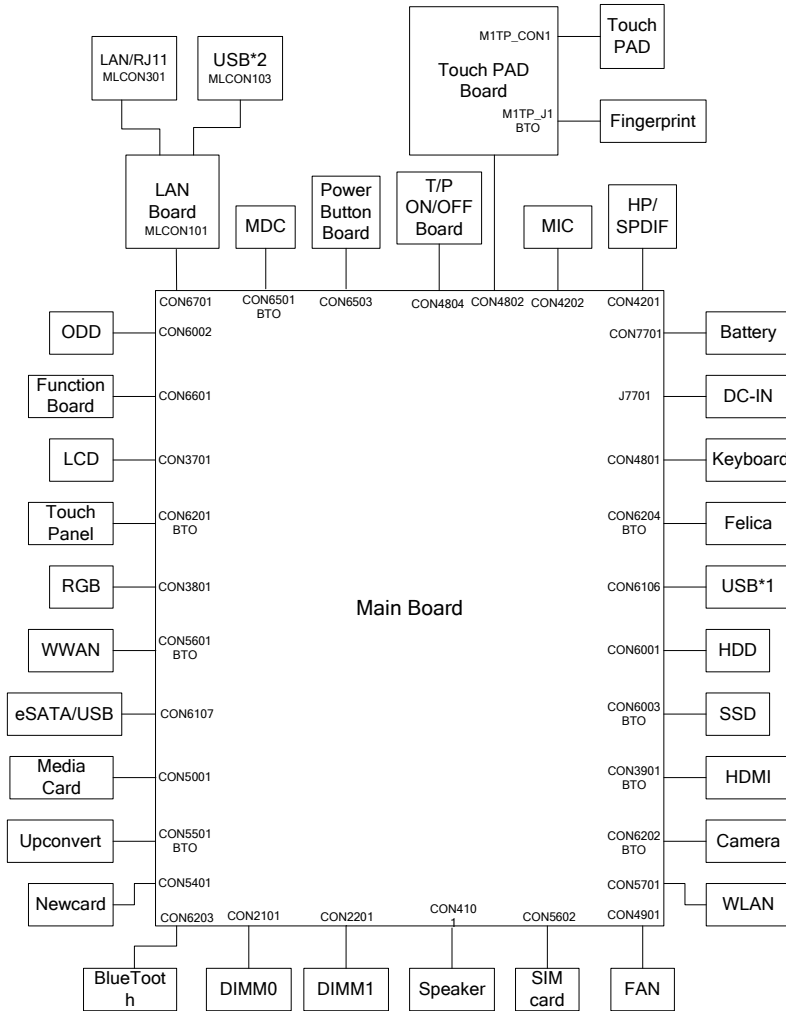 M1TP_CON1
Touch
PAD
LAN/RJ11
MLCON301
USB*2
MLCON103
Touch PAD
Board
M1TP_J1
BTO
Fingerprint
LAN
Board
MLCON101
MDC
Power
Button
Board
T/P
ON/OFF
Board
MIC
HP/
SPDIF
CON6701
CON6501
BTO
CON6503
CON4804
CON4802
CON4202
CON4201
ODD
CON6002
CON7701
Battery
Function
Board
CON6601
J7701
DC-IN
LCD
CON3701
CON4801
Keyboard
Touch
Panel
CON6201
BTO
CON6204
BTO
Felica
RGB
CON3801
CON6106
USB*1
Main Board
WWAN
CON5601
BTO
CON6001
HDD
eSATA/USB
CON6107
CON6003
BTO
SSD
Media
Card
CON5001
CON3901
BTO
HDMI
Upconvert
CON5501
BTO
CON6202
BTO
Camera
Newcard
CON5401
CON5701
WLAN
CON6203
CON2101
CON2201
CON410
1
CON5602
CON4901
BlueToot
h
DIMM0
DIMM1
Speaker
SIM
card
FAN